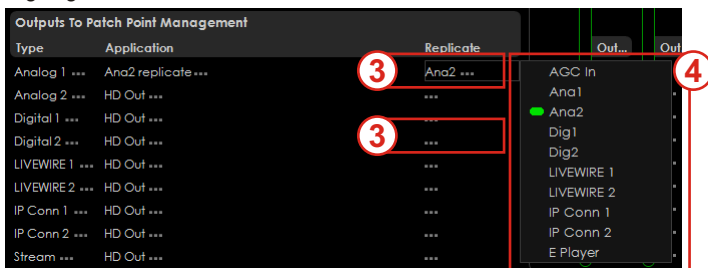 Outputs To Patch Point Management
Type Application Replicate Out... Out
Analog 1 ... Ana2 replicate ... 3 Ana2 ... AGC In 4
Analog 2 ... HD Out ... ... Ana1
Ana2
Digital 1 ... HD Out ... ... Dig1
Digital 2 ... HD Out ... 3 ... Dig2
LIVEWIRE 1 ... HD Out ... ... LIVEWIRE 1
LIVEWIRE 2 ... HD Out ... ... LIVEWIRE 2
IP Conn 1 ... HD Out ... ... IP Conn 1
IP Conn 2 ... HD Out ... ... IP Conn 2
Stream ... HD Out ... ... E Player